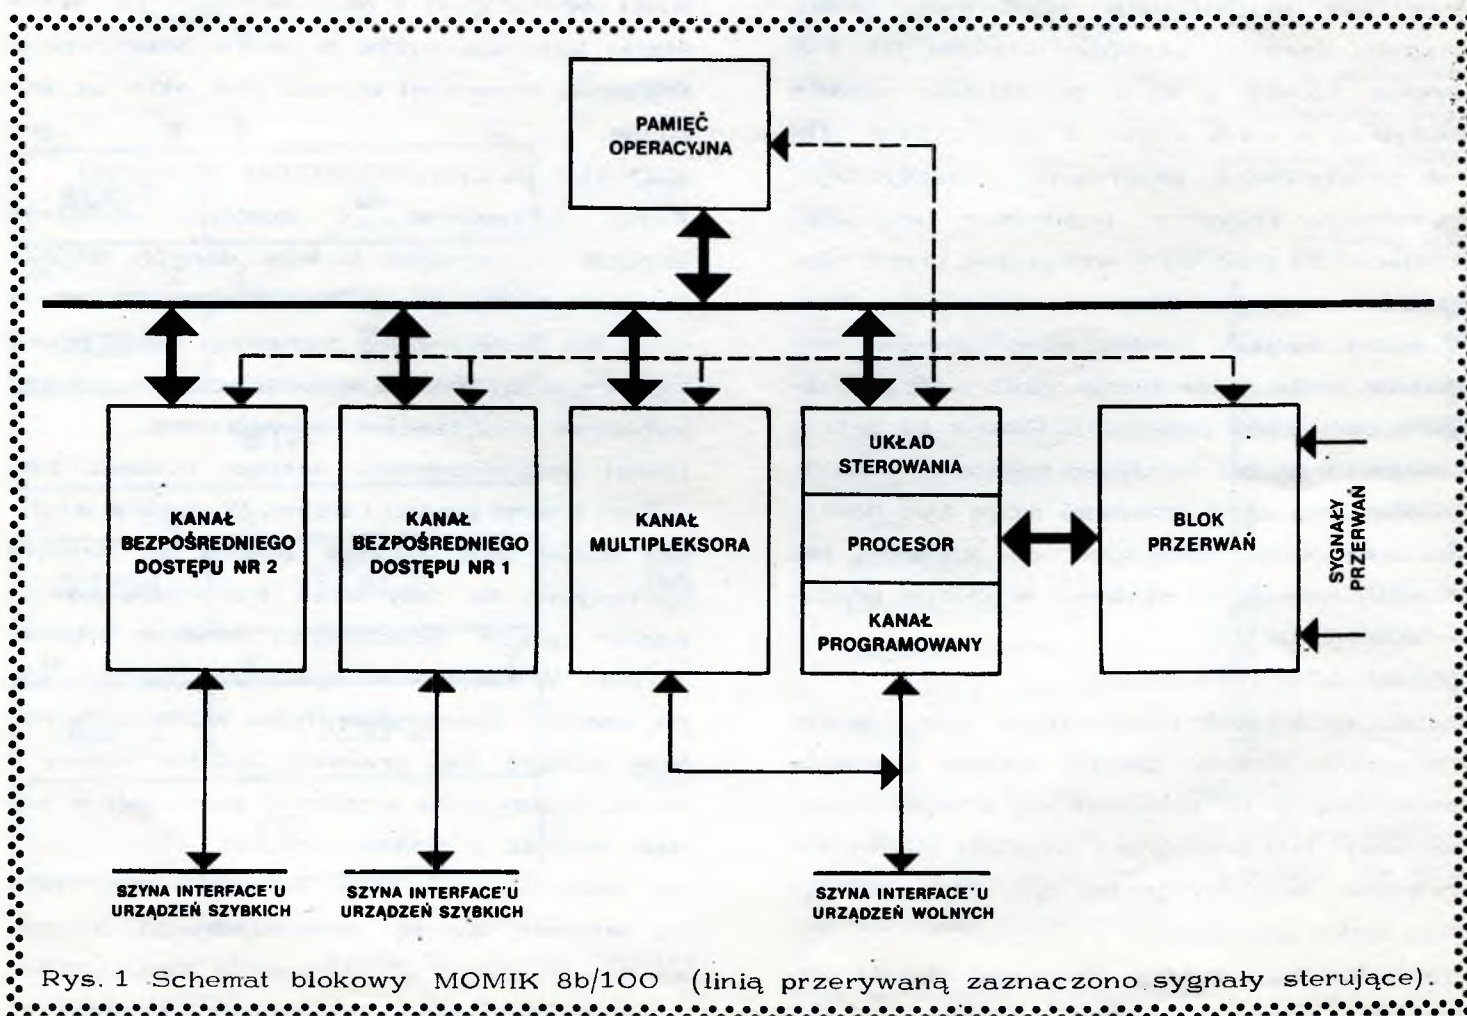 PAMIĘĆ
OPERACYJNA
KANAŁ
BEZPOŚREDNIEGO
DOSTĘPU NR 2
KANAŁ
BEZPOŚREDNIEGO
DOSTĘPU NR 1
KANAŁ
MULTIPLEKSORA
UKŁAD
STEROWANIA
PROCESOR
KANAŁ
PROGRAMOWANY
BLOK
PRZERWAŃ
SYGNAŁY
PRZERWAŃ
SZYNA INTERFACE'U
URZĄDZEŃ SZYBKICH
SZYNA INTERFACE'U
URZĄDZEŃ SZYBKICH
SZYNA INTERFACE'U
URZĄDZEŃ WOLNYCH
Rys. 1 Schemat blokowy MOMIK 8b/100 (linią przerywaną zaznaczono sygnały sterujące).